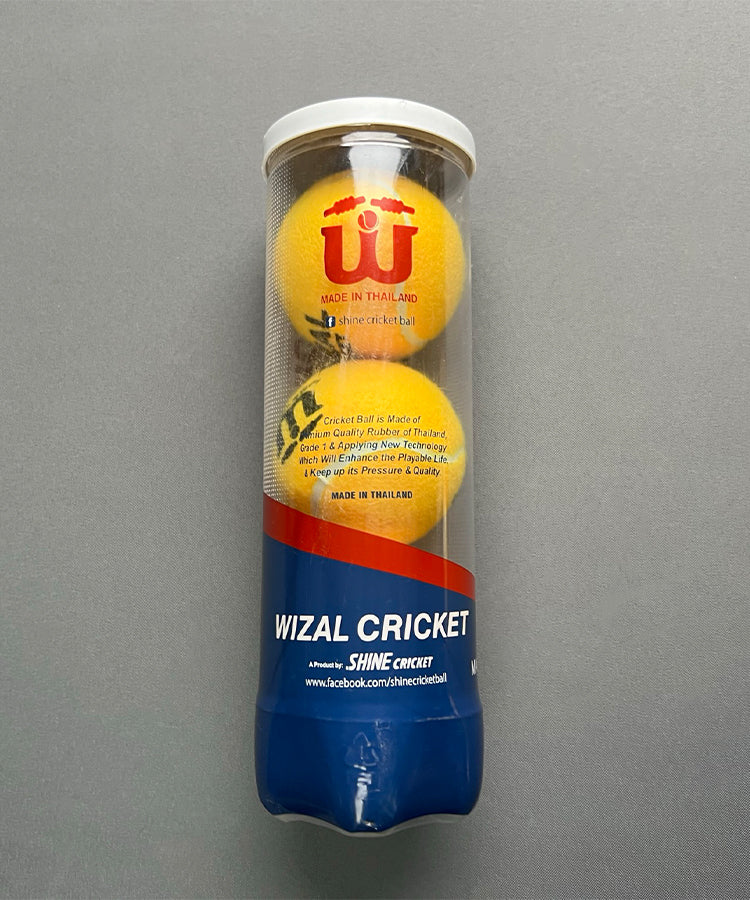 W
MADE IN THAILAND
f shine cricket ball
Cricket Ball is Made of
Quality Rubber of Thailand,
Grade 1 & Applying New Technology
Which Will Enhance the Playable Life,
& Keep up its Pressure & Quality.
MADE IN THAILAND
WIZAL CRICKET
A Product by: SHINE CRICKET
www.facebook.com/shinecricketball